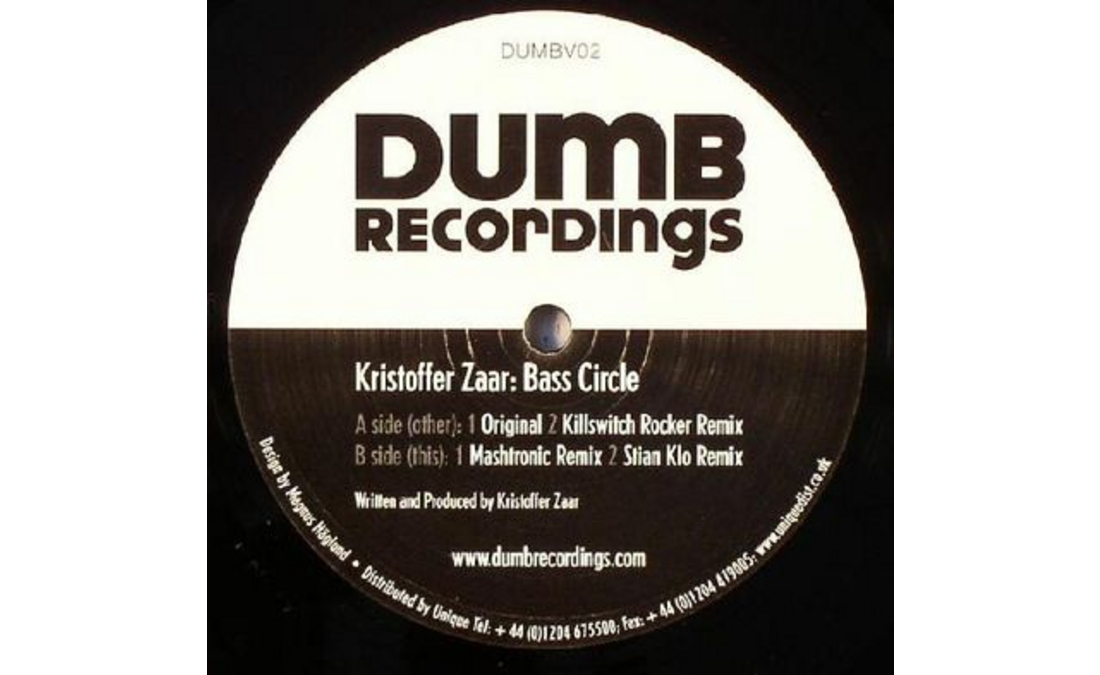 DUMBV02
DUMB
RECORDINGS
Kristoffer Zaar: Bass Circle
A side (other): 1 Original 2 Killswitch Rocker Remix
B side (this): 1 Mashtronic Remix 2 Stian Klo Remix
Written and Produced by Kristoffer Zaar
www.dumbrecordings.com
Design by Magnus Höglund • Distributed by Unique Tel: + 44 (0)1204 675500; Fax: + 44 (0)1204 419005: www.uniquedist.co.uk